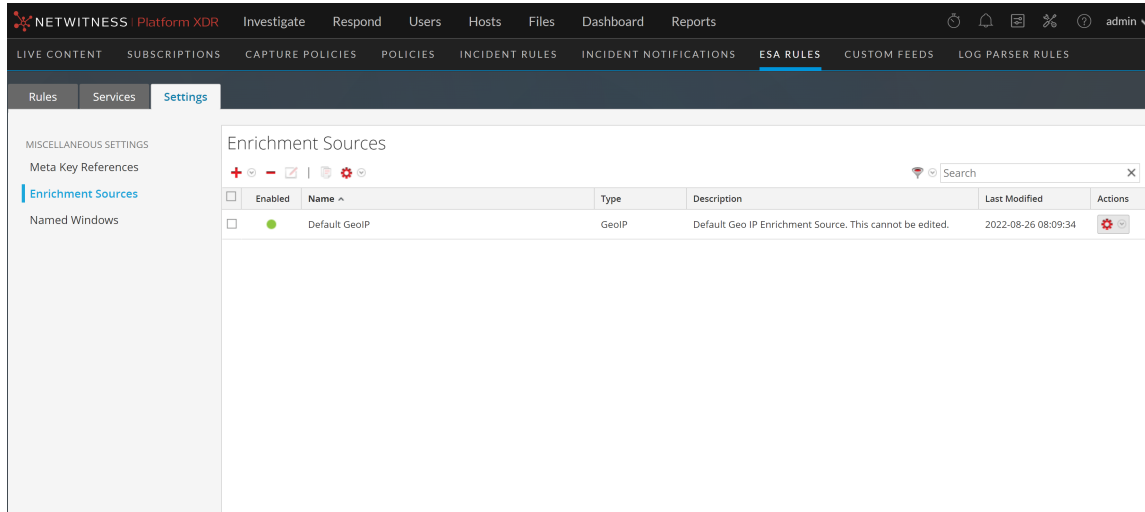 NETWITNESS | Platform XDR Investigate Respond Users Hosts Files Dashboard Reports admin
LIVE CONTENT SUBSCRIPTIONS CAPTURE POLICIES POLICIES INCIDENT RULES INCIDENT NOTIFICATIONS ESA RULES CUSTOM FEEDS LOG PARSER RULES
Rules Services Settings
MISCELLANEOUS SETTINGS
Meta Key References
Enrichment Sources
Named Windows
Enrichment Sources
Search
Enabled Name Type Description Last Modified Actions
Default GeoIP GeoIP Default Geo IP Enrichment Source. This cannot be edited. 2022-08-26 08:09:34